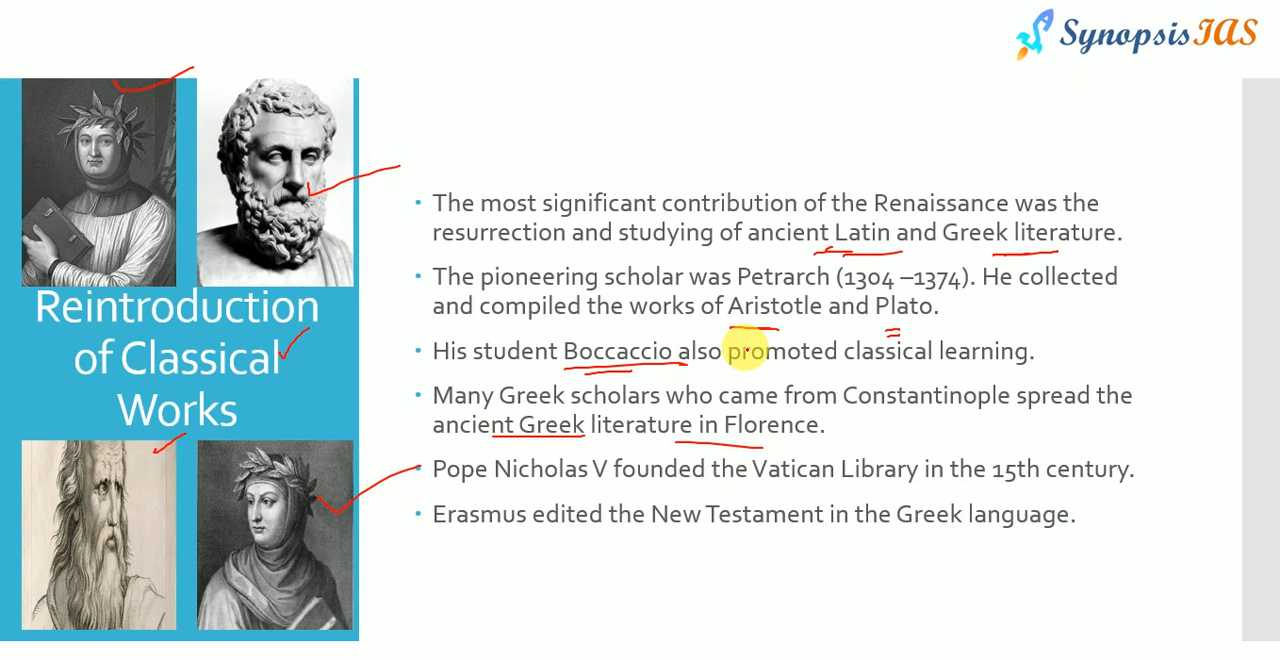 SynopsisIAS
Reintroduction
of Classical
Works
• The most significant contribution of the Renaissance was the
resurrection and studying of ancient Latin and Greek literature.
• The pioneering scholar was Petrarch (1304 –1374). He collected
and compiled the works of Aristotle and Plato.
• His student Boccaccio also promoted classical learning.
• Many Greek scholars who came from Constantinople spread the
ancient Greek literature in Florence.
• Pope Nicholas V founded the Vatican Library in the 15th century.
• Erasmus edited the New Testament in the Greek language.